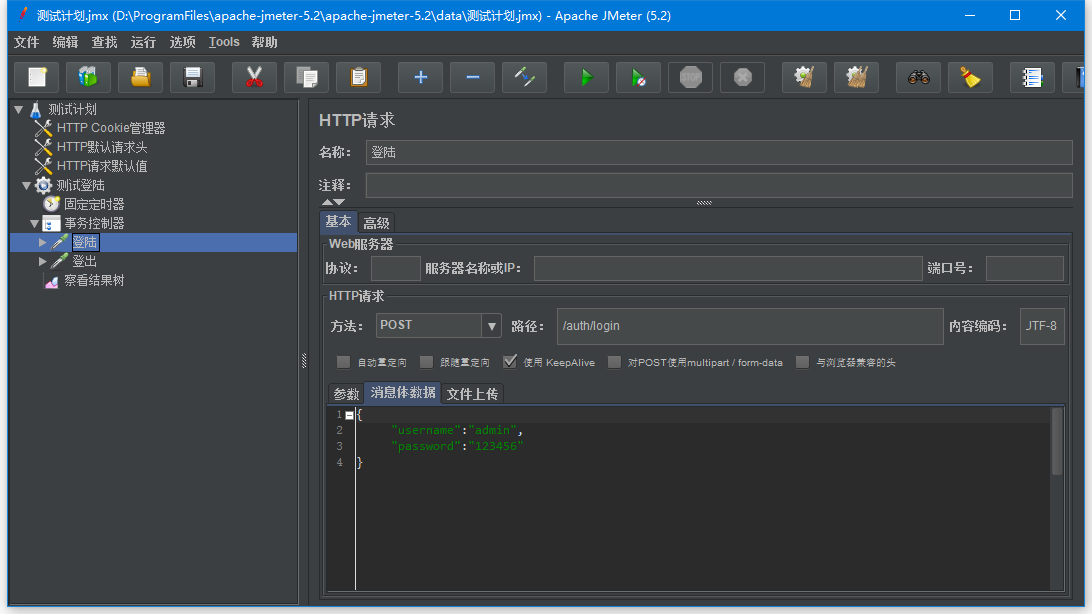 测试计划.jmx (D:\ProgramFiles\apache-jmeter-5.2\apache-jmeter-5.2\data\测试计划.jmx) - Apache JMeter (5.2)
文件 编辑 查找 运行 选项 Tools 帮助
STOP
测试计划
HTTP Cookie管理器
HTTP默认请求头
HTTP请求默认值
测试登陆
固定定时器
事务控制器
登陆
登出
察看结果树
HTTP请求
名称： 登陆
注释：
基本 高级
Web服务器
协议： 服务器名称或IP： 端口号：
HTTP请求
方法： POST 路径： /auth/login 内容编码： JTF-8
自动重定向 跟随重定向 使用 KeepAlive 对POST使用multipart / form-data 与浏览器兼容的头
参数 消息体数据 文件上传
1 {
2 "username":"admin",
3 "password":"123456"
4 }